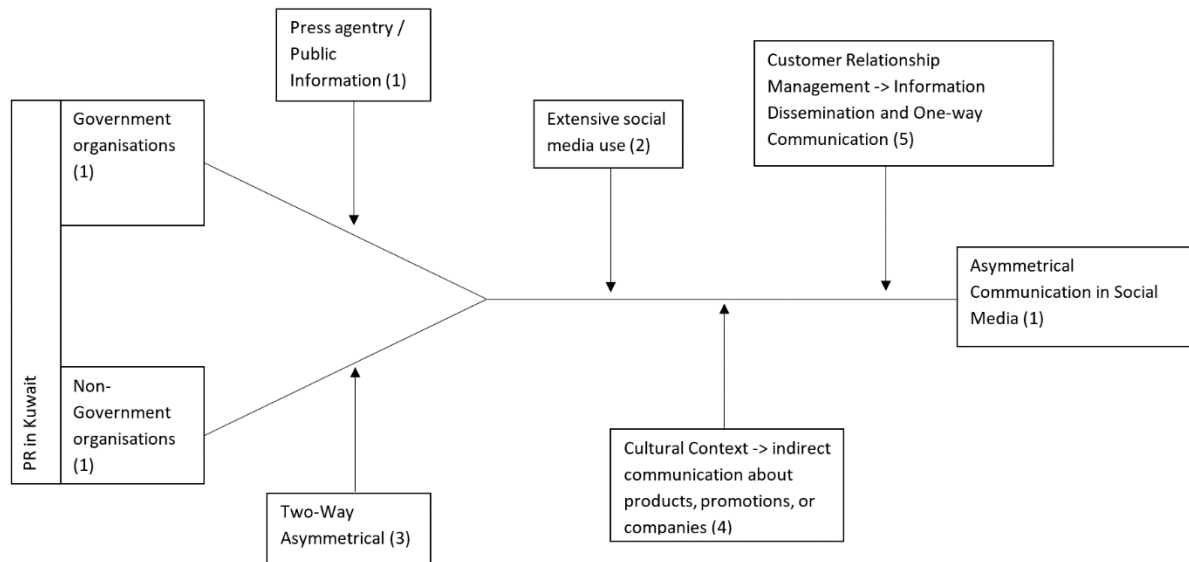 PR in Kuwait
Government
organisations
(1)
Non-
Government
organisations
(1)
Press agentry /
Public
Information (1)
Two-Way
Asymmetrical (3)
Extensive social
media use (2)
Cultural Context -> indirect
communication about
products, promotions, or
companies (4)
Customer Relationship
Management -> Information
Dissemination and One-way
Communication (5)
Asymmetrical
Communication in Social
Media (1)